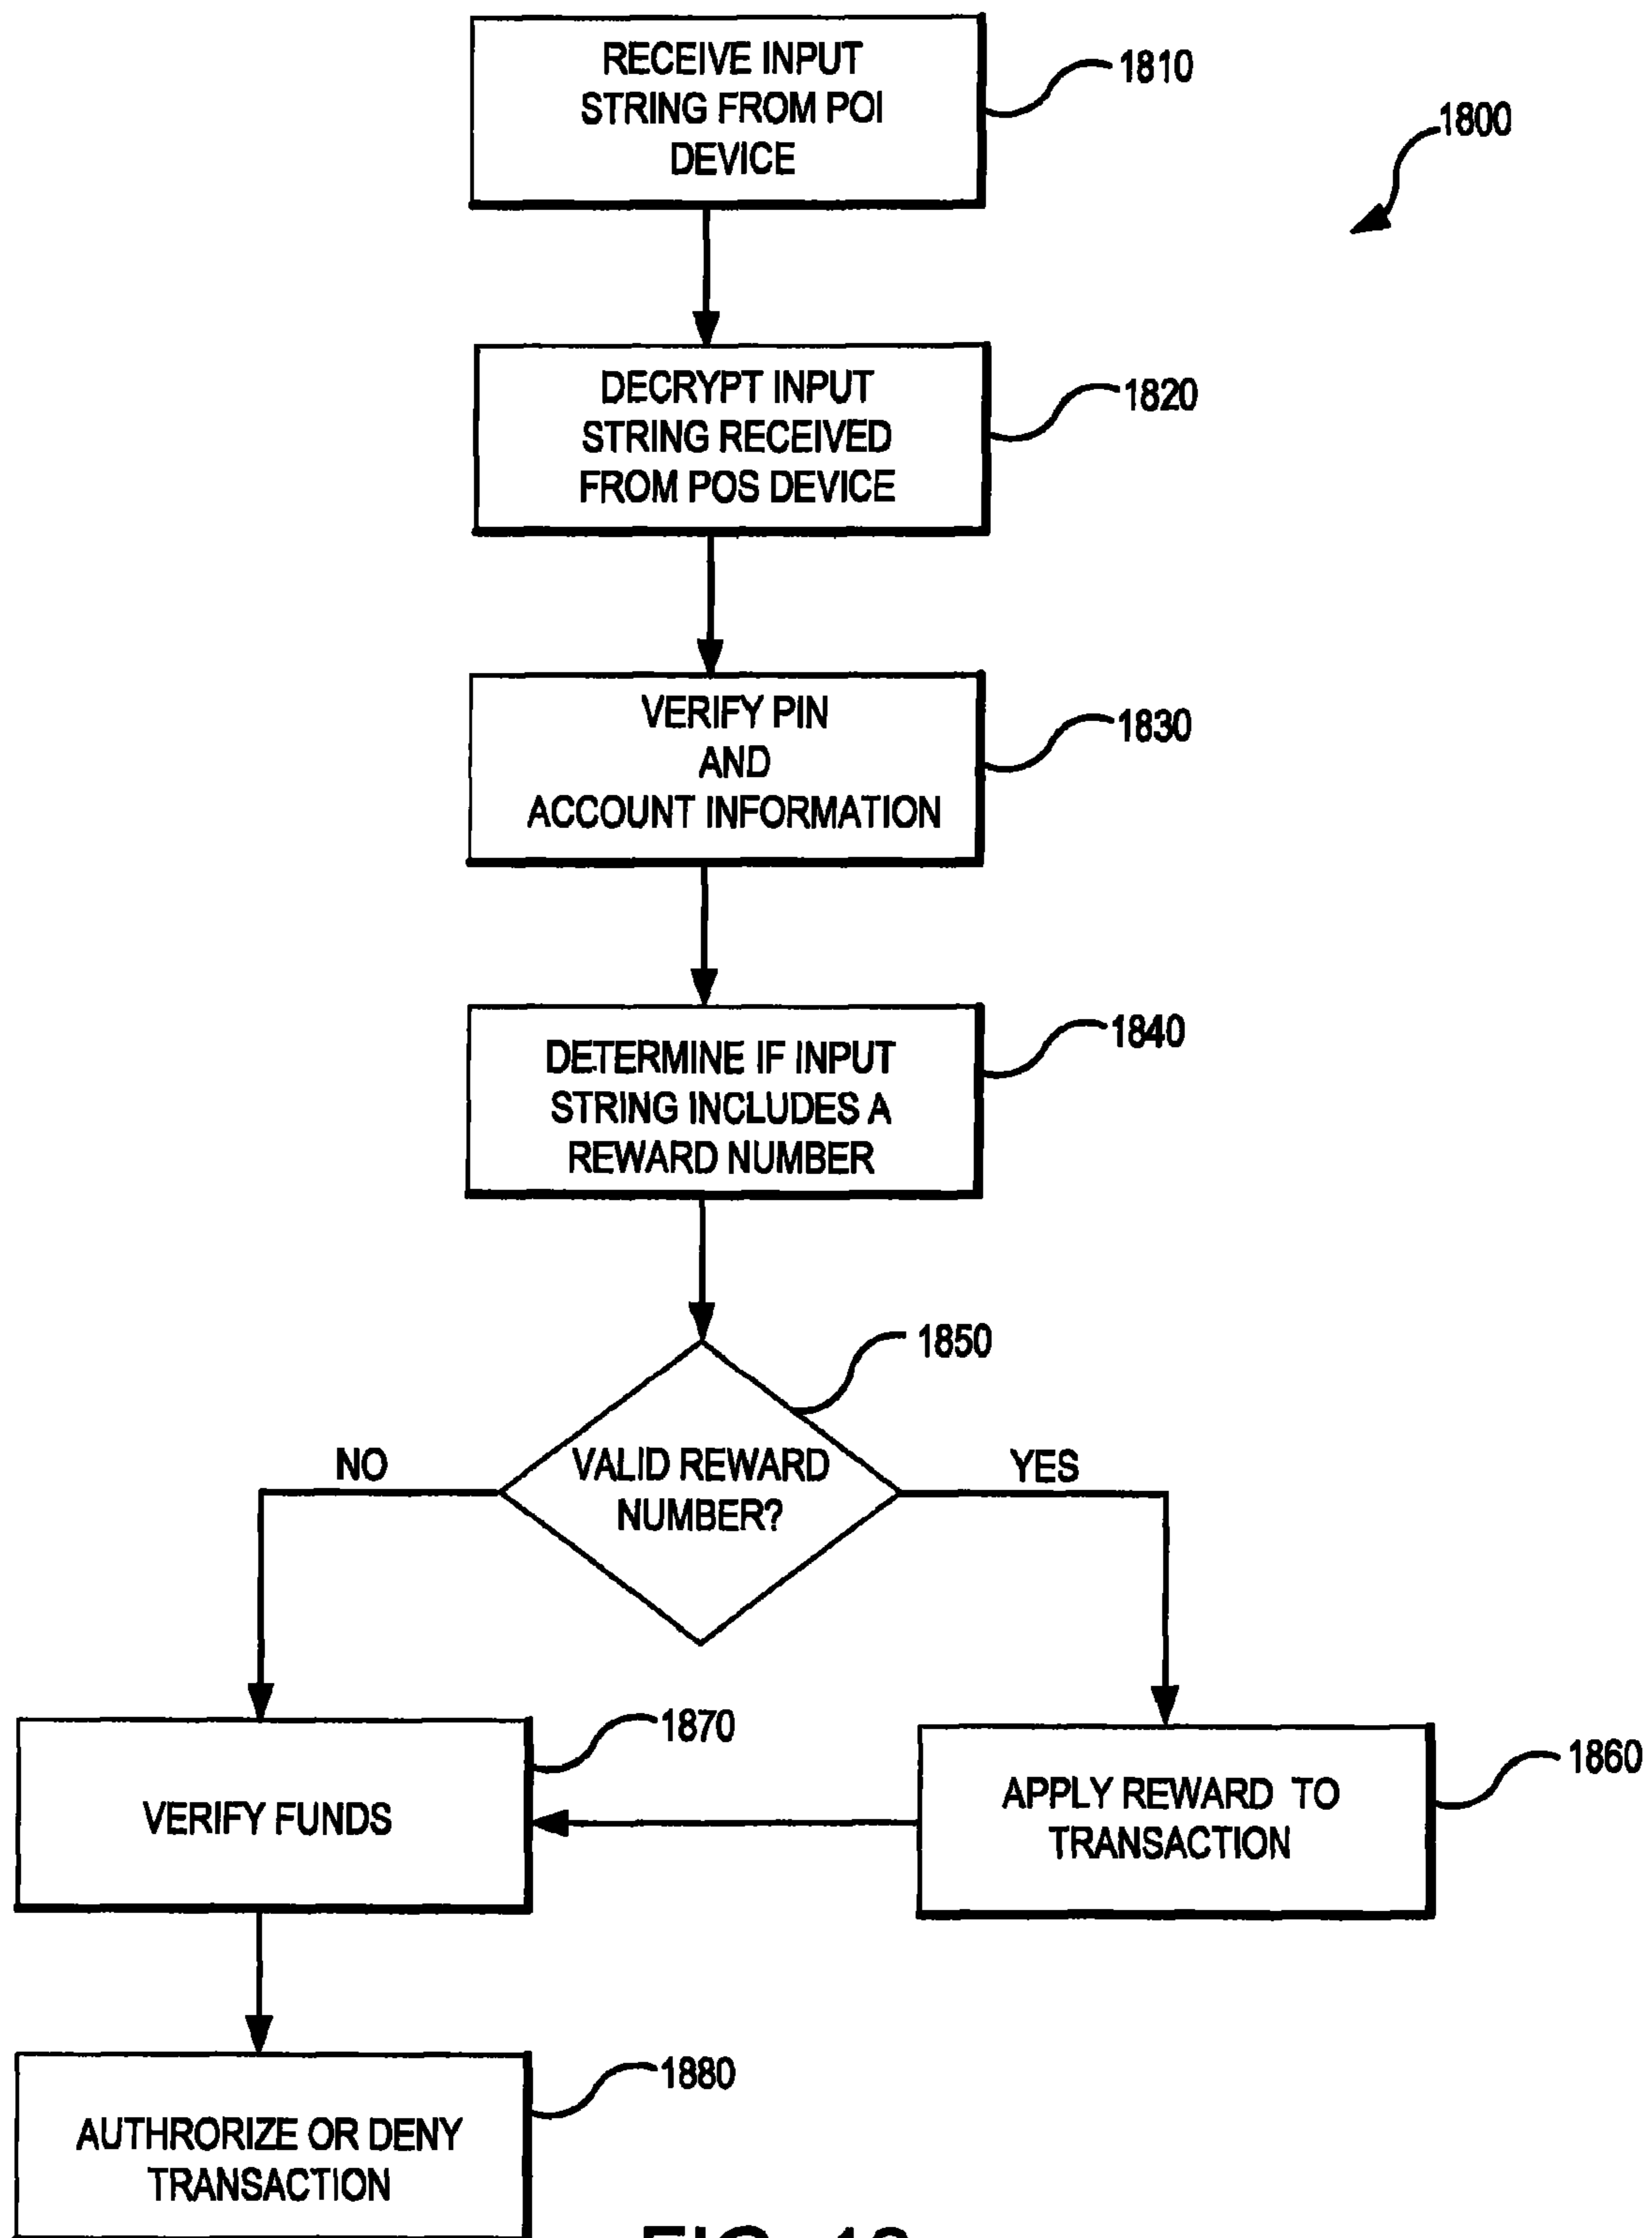 RECEIVE INPUT
STRING FROM POI
DEVICE
1810
1800
DECRYPT INPUT
STRING RECEIVED
FROM POS DEVICE
1820
VERIFY PIN
AND
ACCOUNT INFORMATION
1830
DETERMINE IF INPUT
STRING INCLUDES A
REWARD NUMBER
1840
1850
NO
VALID REWARD
NUMBER?
YES
1870
VERIFY FUNDS
1860
APPLY REWARD TO
TRANSACTION
1880
AUTHRORIZE OR DENY
TRANSACTION
FIG.